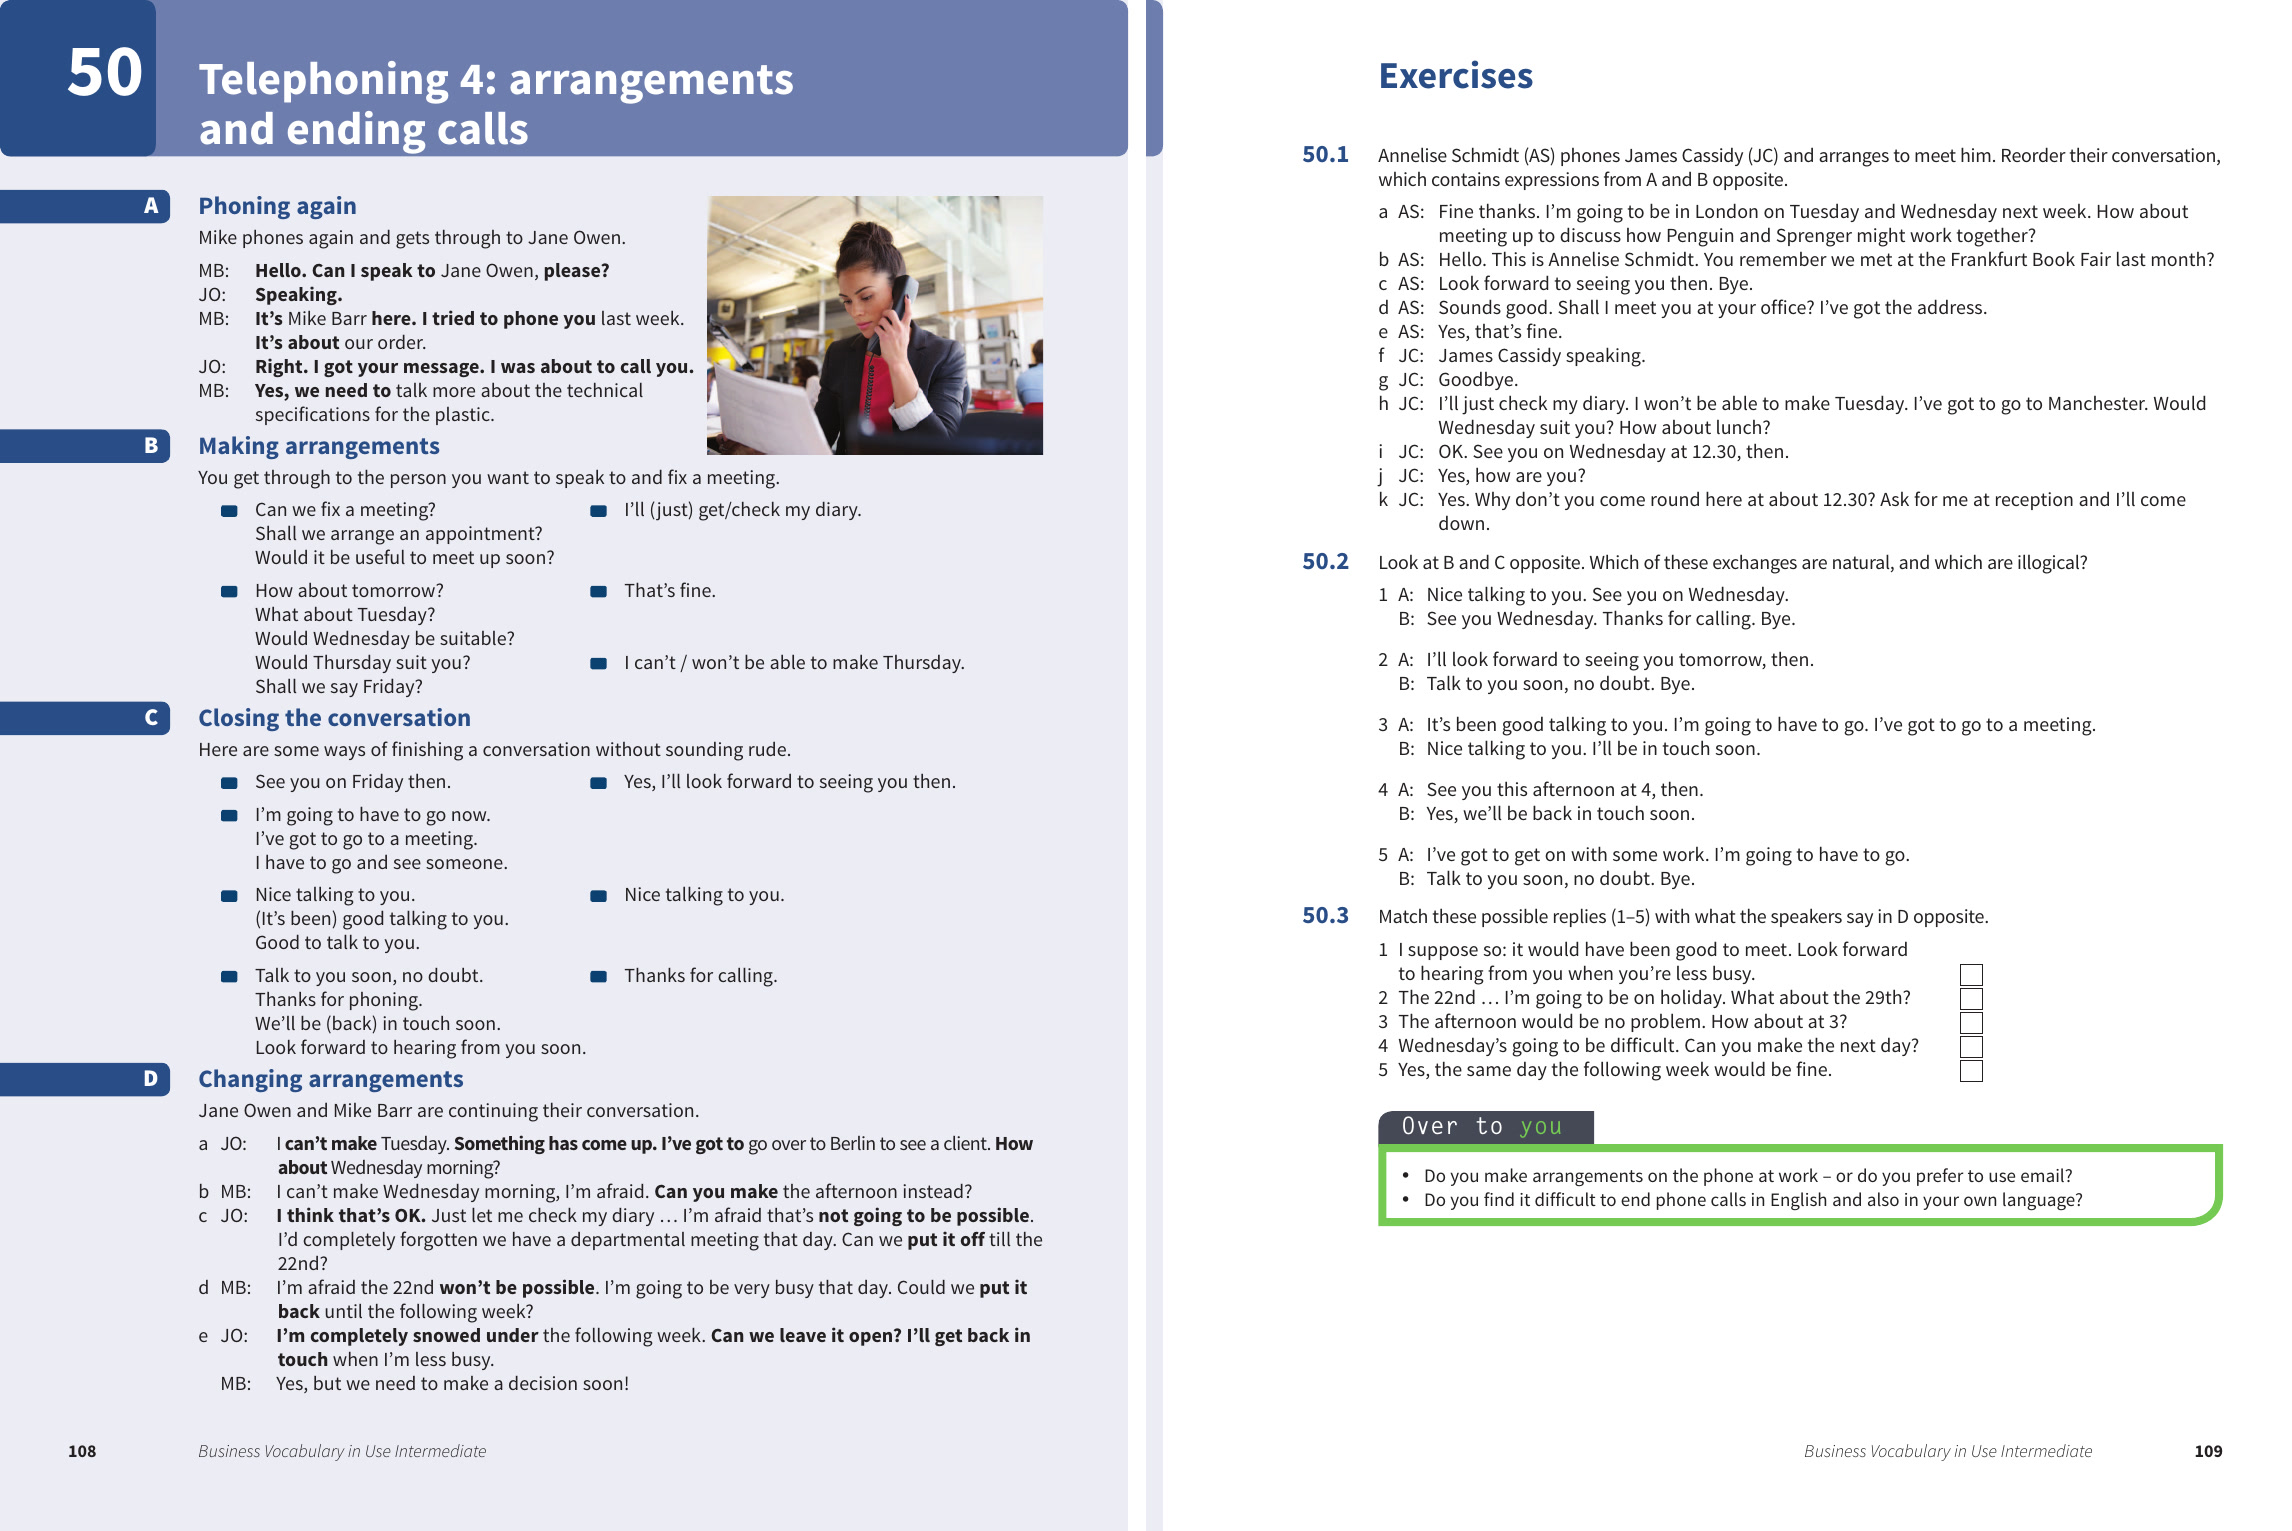 50
Telephoning 4: arrangements
and ending calls
A
Phoning again
Mike phones again and gets through to Jane Owen.
MB: Hello. Can I speak to Jane Owen, please?
JO: Speaking.
MB: It’s Mike Barr here. I tried to phone you last week.
It’s about our order.
JO: Right. I got your message. I was about to call you.
MB: Yes, we need to talk more about the technical
specifications for the plastic.
B
Making arrangements
You get through to the person you want to speak to and fix a meeting.
Can we fix a meeting? I’ll (just) get/check my diary.
Shall we arrange an appointment?
Would it be useful to meet up soon?
How about tomorrow? That’s fine.
What about Tuesday?
Would Wednesday be suitable?
Would Thursday suit you? I can’t / won’t be able to make Thursday.
Shall we say Friday?
C
Closing the conversation
Here are some ways of finishing a conversation without sounding rude.
See you on Friday then. Yes, I’ll look forward to seeing you then.
I’m going to have to go now.
I’ve got to go to a meeting.
I have to go and see someone.
Nice talking to you. Nice talking to you.
(It’s been) good talking to you.
Good to talk to you.
Talk to you soon, no doubt. Thanks for calling.
Thanks for phoning.
We’ll be (back) in touch soon.
Look forward to hearing from you soon.
D
Changing arrangements
Jane Owen and Mike Barr are continuing their conversation.
a JO: I can’t make Tuesday. Something has come up. I’ve got to go over to Berlin to see a client. How
about Wednesday morning?
b MB: I can’t make Wednesday morning, I’m afraid. Can you make the afternoon instead?
c JO: I think that’s OK. Just let me check my diary … I’m afraid that’s not going to be possible.
I’d completely forgotten we have a departmental meeting that day. Can we put it off till the
22nd?
d MB: I’m afraid the 22nd won’t be possible. I’m going to be very busy that day. Could we put it
back until the following week?
e JO: I’m completely snowed under the following week. Can we leave it open? I’ll get back in
touch when I’m less busy.
MB: Yes, but we need to make a decision soon!
108 Business Vocabulary in Use Intermediate
Exercises
50.1 Annelise Schmidt (AS) phones James Cassidy (JC) and arranges to meet him. Reorder their conversation,
which contains expressions from A and B opposite.
a AS: Fine thanks. I’m going to be in London on Tuesday and Wednesday next week. How about
meeting up to discuss how Penguin and Sprenger might work together?
b AS: Hello. This is Annelise Schmidt. You remember we met at the Frankfurt Book Fair last month?
c AS: Look forward to seeing you then. Bye.
d AS: Sounds good. Shall I meet you at your office? I’ve got the address.
e AS: Yes, that’s fine.
f JC: James Cassidy speaking.
g JC: Goodbye.
h JC: I’ll just check my diary. I won’t be able to make Tuesday. I’ve got to go to Manchester. Would
Wednesday suit you? How about lunch?
i JC: OK. See you on Wednesday at 12.30, then.
j JC: Yes, how are you?
k JC: Yes. Why don’t you come round here at about 12.30? Ask for me at reception and I’ll come
down.
50.2 Look at B and C opposite. Which of these exchanges are natural, and which are illogical?
1 A: Nice talking to you. See you on Wednesday.
B: See you Wednesday. Thanks for calling. Bye.
2 A: I’ll look forward to seeing you tomorrow, then.
B: Talk to you soon, no doubt. Bye.
3 A: It’s been good talking to you. I’m going to have to go. I’ve got to go to a meeting.
B: Nice talking to you. I’ll be in touch soon.
4 A: See you this afternoon at 4, then.
B: Yes, we’ll be back in touch soon.
5 A: I’ve got to get on with some work. I’m going to have to go.
B: Talk to you soon, no doubt. Bye.
50.3 Match these possible replies (1–5) with what the speakers say in D opposite.
1 I suppose so: it would have been good to meet. Look forward
to hearing from you when you’re less busy.
2 The 22nd … I’m going to be on holiday. What about the 29th?
3 The afternoon would be no problem. How about at 3?
4 Wednesday’s going to be difficult. Can you make the next day?
5 Yes, the same day the following week would be fine.
Over to you
• Do you make arrangements on the phone at work – or do you prefer to use email?
• Do you find it difficult to end phone calls in English and also in your own language?
Business Vocabulary in Use Intermediate 109